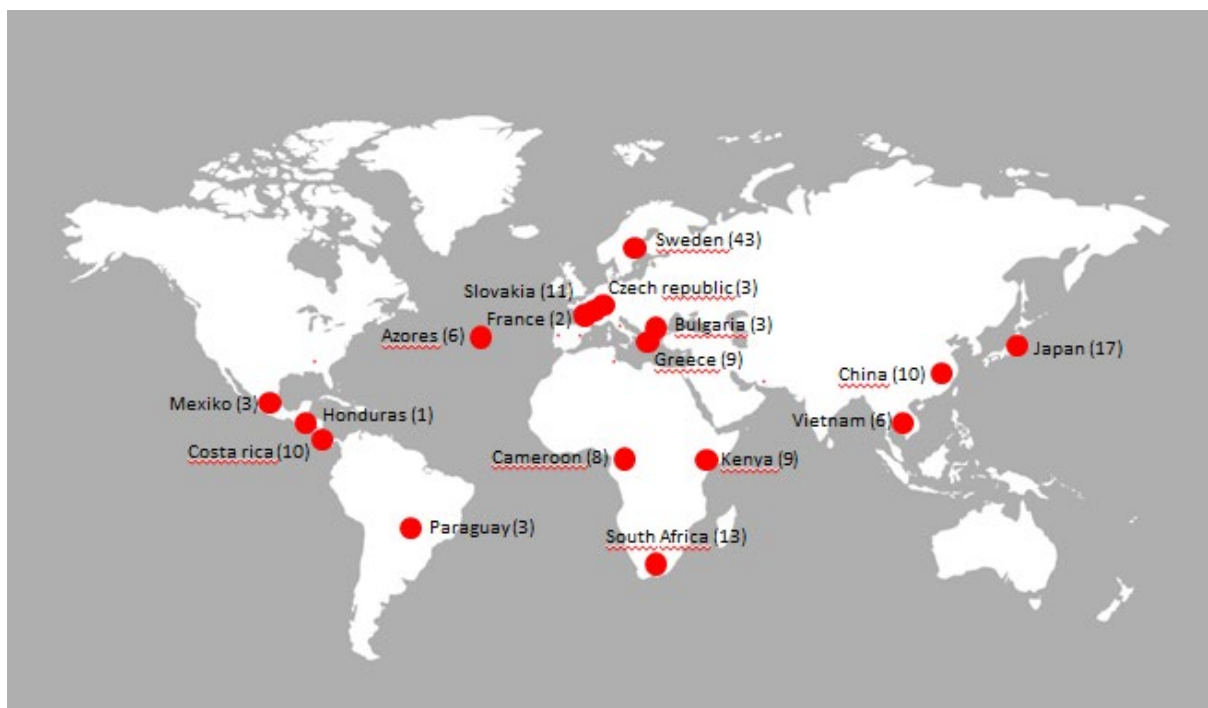 Sweden (43)
Slovakia (11)
Czech republic (3)
France (2)
Azores (6)
Bulgaria (3)
Greece (9)
Japan (17)
China (10)
Mexiko (3)
Honduras (1)
Vietnam (6)
Costa rica (10)
Cameroon (8)
Kenya (9)
Paraguay (3)
South Africa (13)